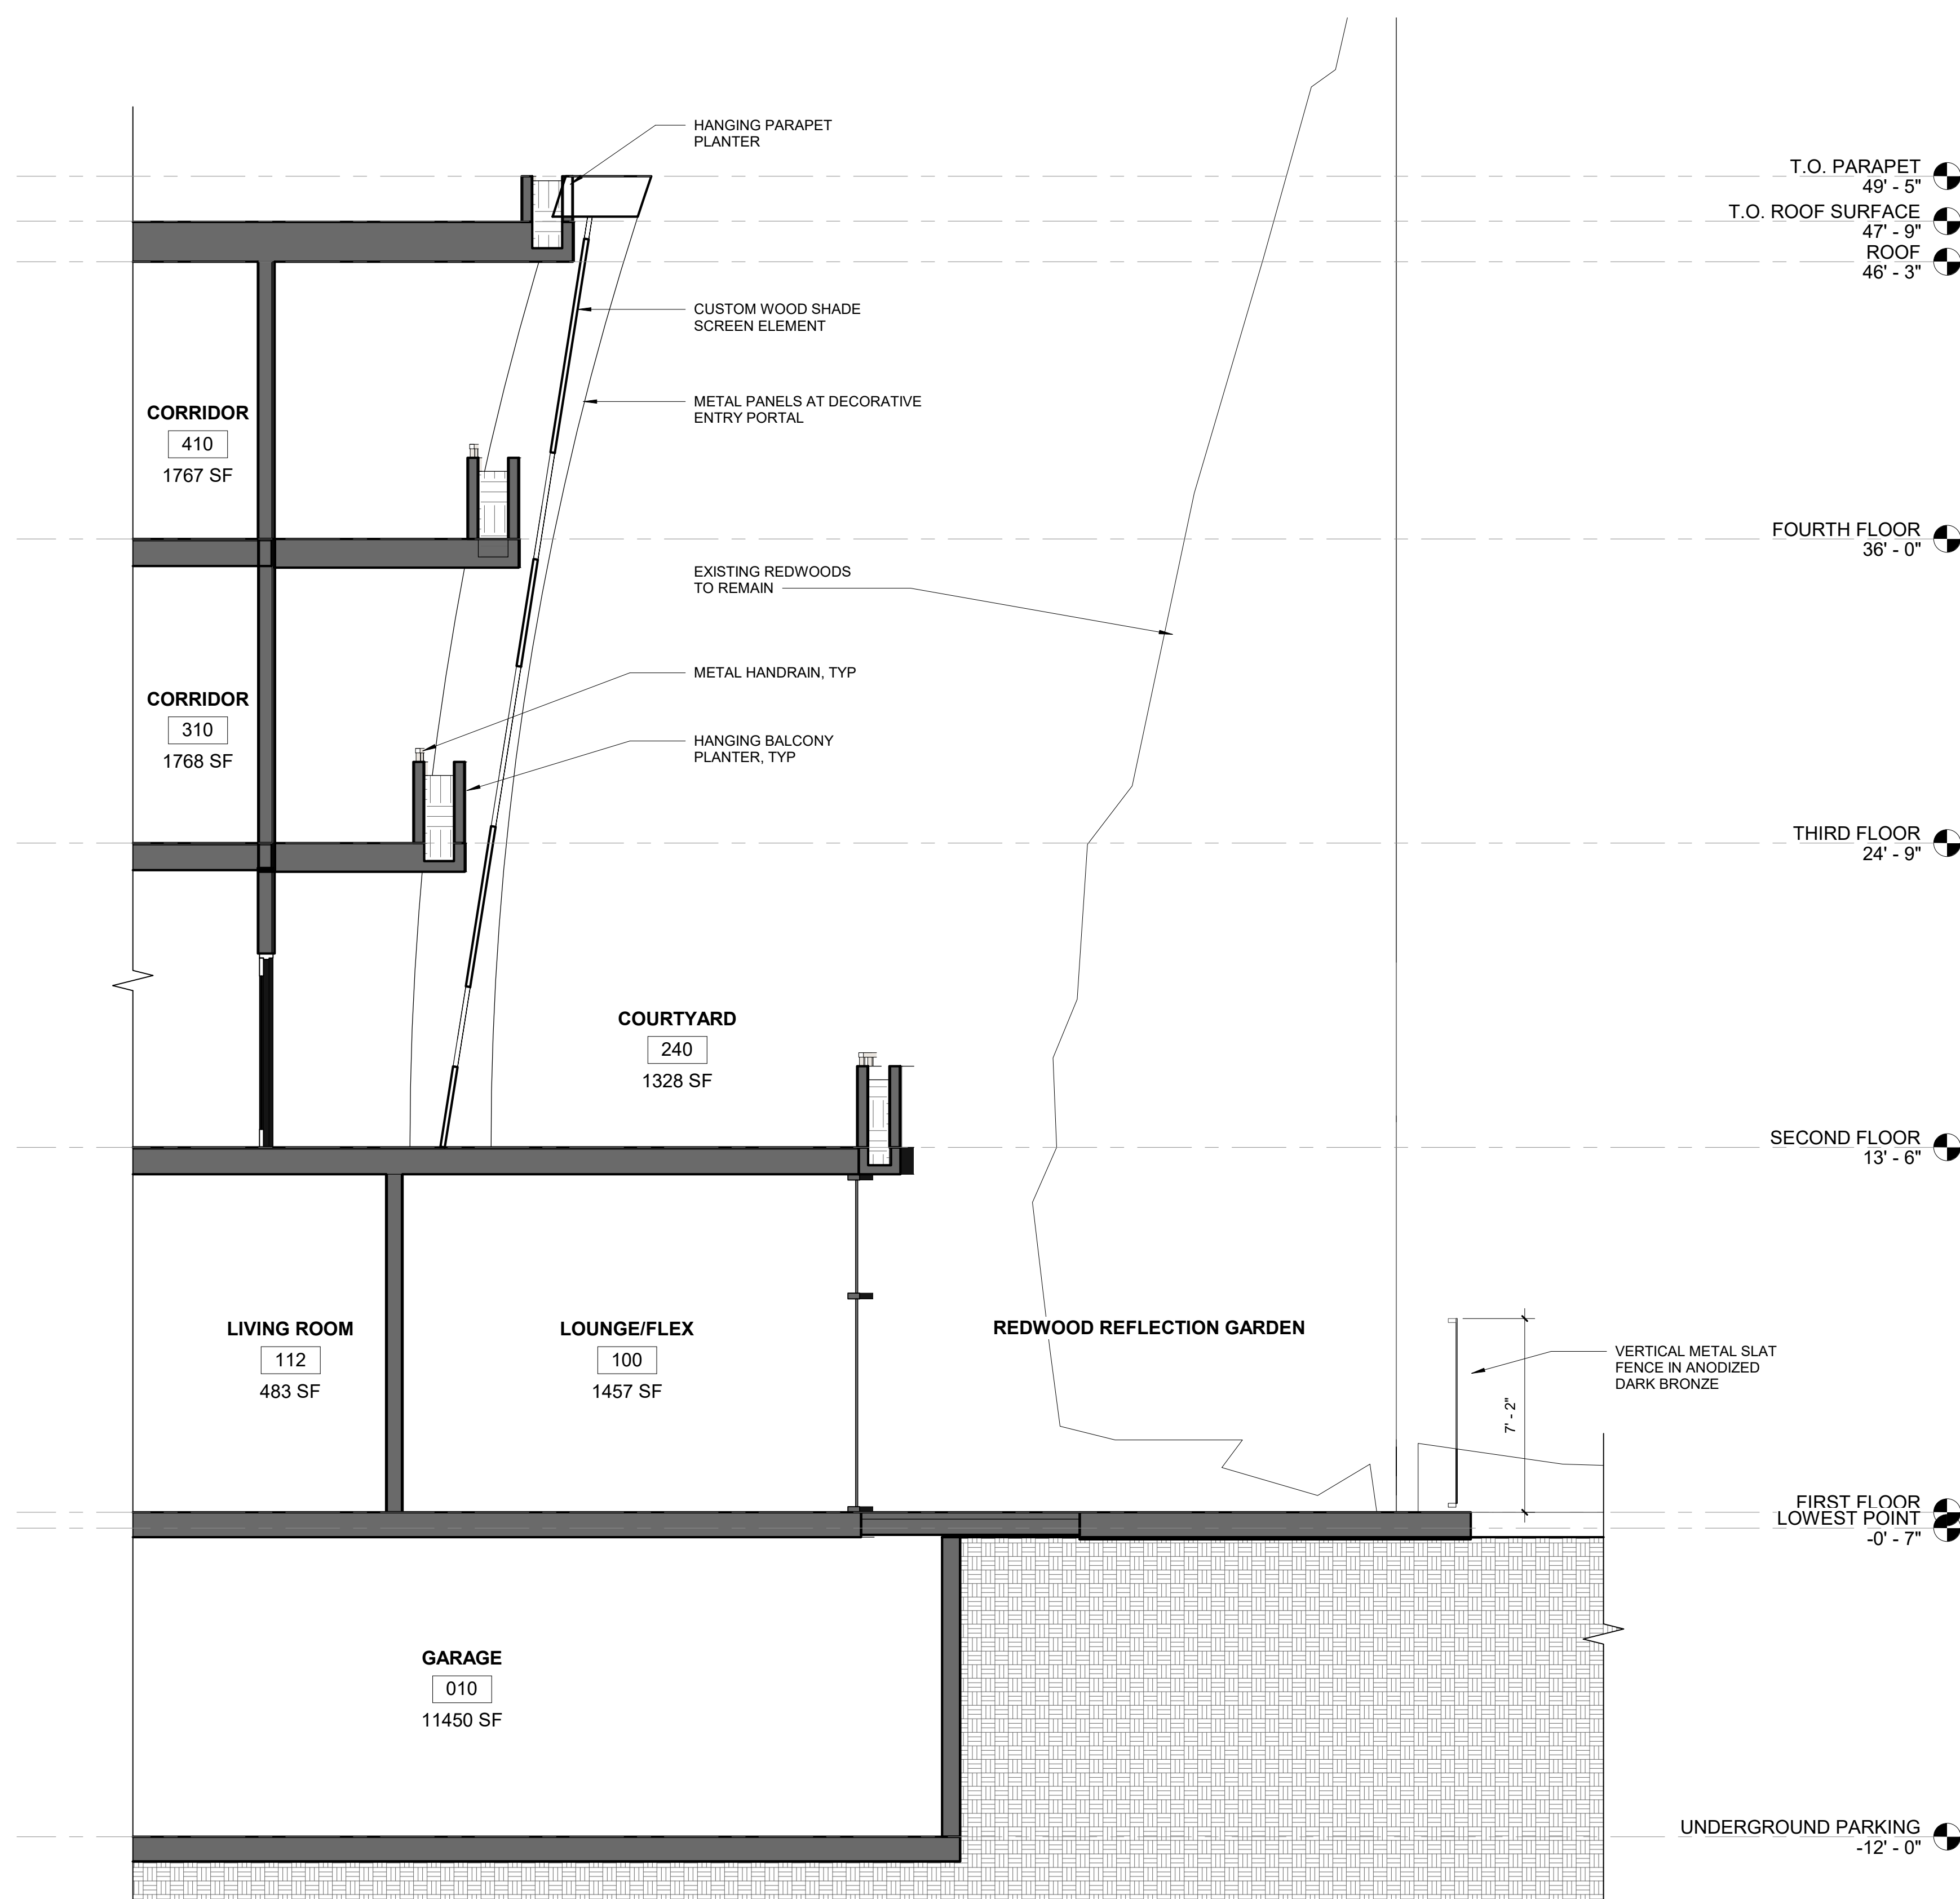 HANGING PARAPET
PLANTER
T.O. PARAPET
49' - 5"
T.O. ROOF SURFACE
47' - 9"
ROOF
46' - 3"
CUSTOM WOOD SHADE
SCREEN ELEMENT
METAL PANELS AT DECORATIVE
ENTRY PORTAL
CORRIDOR
410
1767 SF
FOURTH FLOOR
36' - 0"
EXISTING REDWOODS
TO REMAIN
METAL HANDRAIN, TYP
CORRIDOR
310
1768 SF
HANGING BALCONY
PLANTER, TYP
THIRD FLOOR
24' - 9"
COURTYARD
240
1328 SF
SECOND FLOOR
13' - 6"
LIVING ROOM
112
483 SF
LOUNGE/FLEX
100
1457 SF
REDWOOD REFLECTION GARDEN
VERTICAL METAL SLAT
FENCE IN ANODIZED
DARK BRONZE
7' - 2"
FIRST FLOOR
LOWEST POINT
-0' - 7"
GARAGE
010
11450 SF
UNDERGROUND PARKING
-12' - 0"